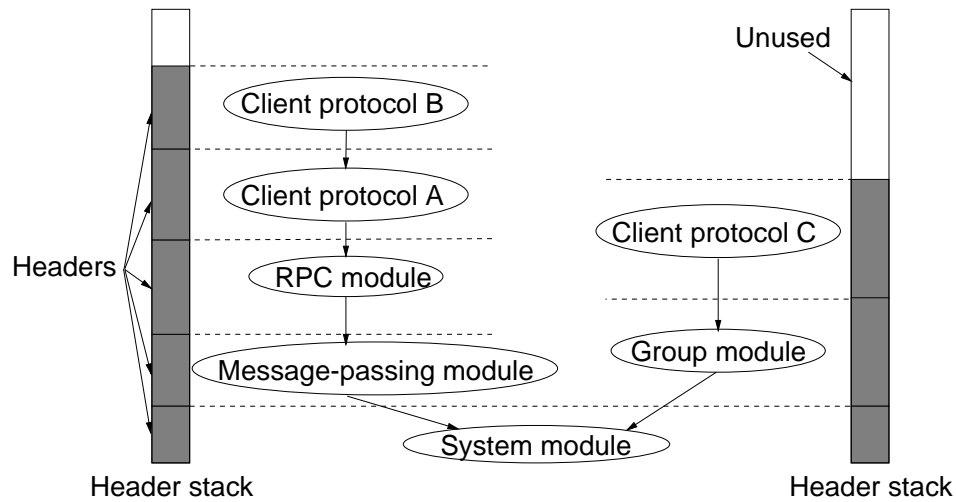 Unused
Client protocol B
Client protocol A
Client protocol C
Headers
RPC module
Group module
Message-passing module
System module
Header stack
Header stack